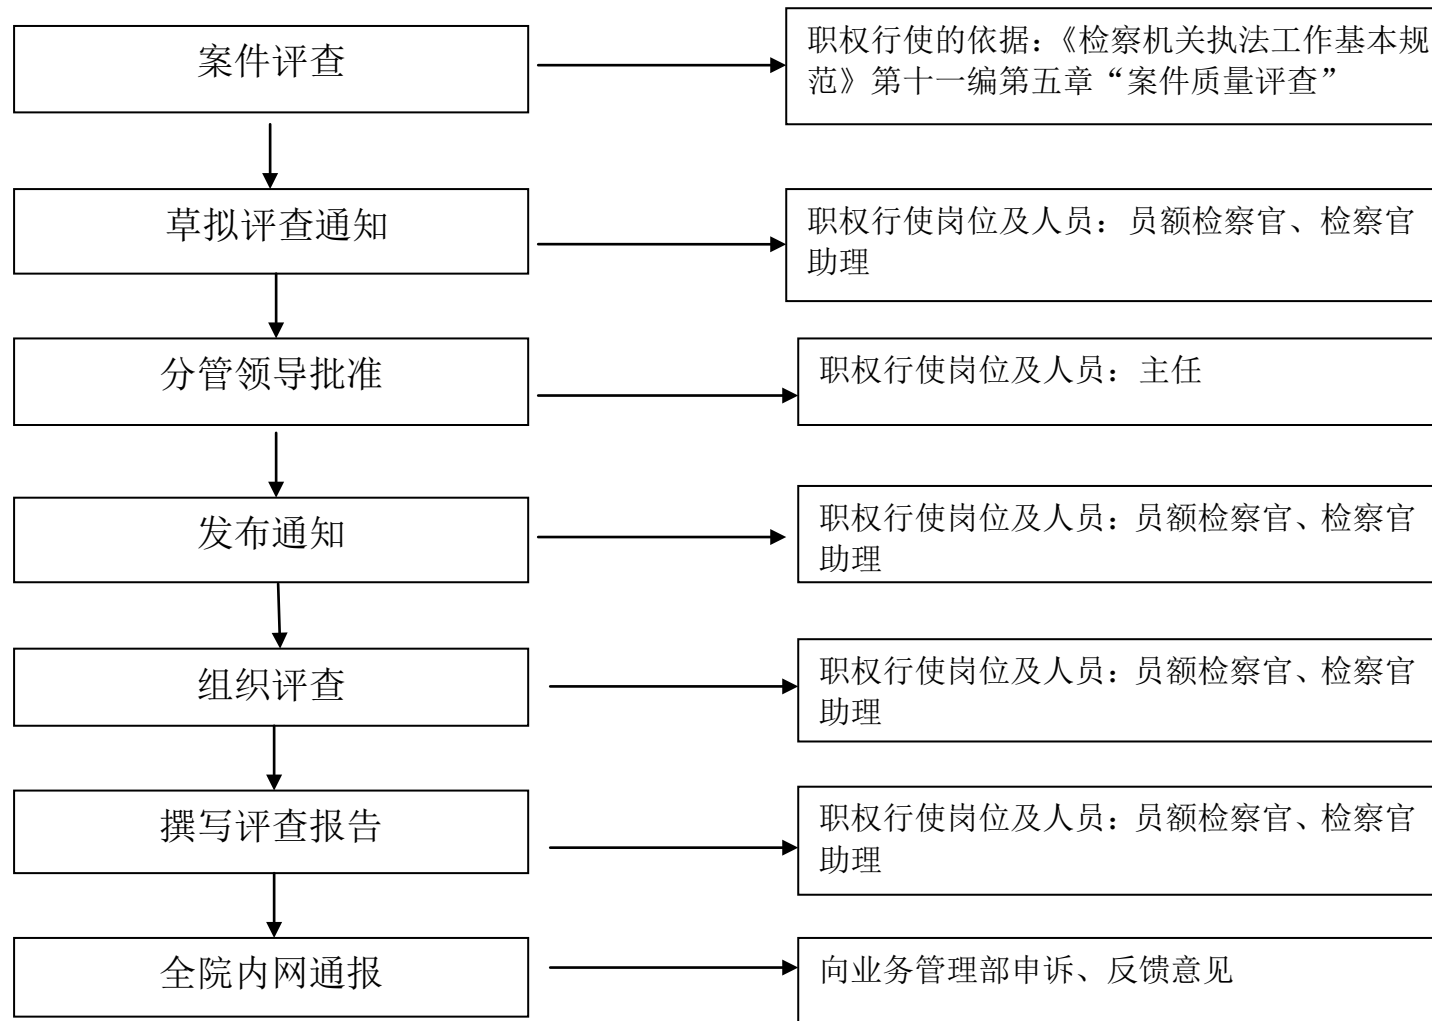 案件评查
职权行使的依据：《检察机关执法工作基本规
范》第十一编第五章“案件质量评查”
草拟评查通知
职权行使岗位及人员：员额检察官、检察官
助理
分管领导批准
职权行使岗位及人员：主任
发布通知
职权行使岗位及人员：员额检察官、检察官
助理
组织评查
职权行使岗位及人员：员额检察官、检察官
助理
撰写评查报告
职权行使岗位及人员：员额检察官、检察官
助理
全院内网通报
向业务管理部申诉、反馈意见